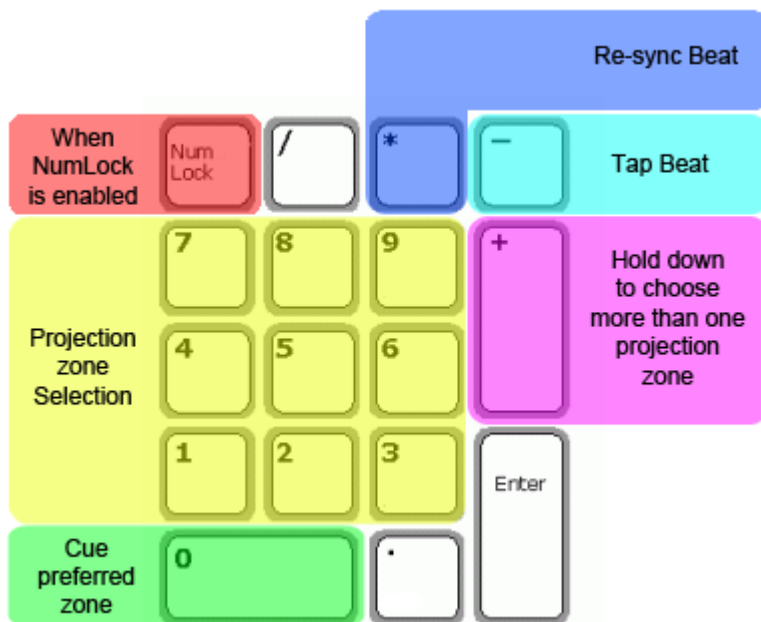 Re-sync Beat
When
NumLock
is enabled
Num
Lock
/
*
−
Tap Beat
7
8
9
+
Hold down
to choose
more than one
projection
zone
Projection
zone
Selection
4
5
6
1
2
3
Enter
Cue
preferred
zone
0
.